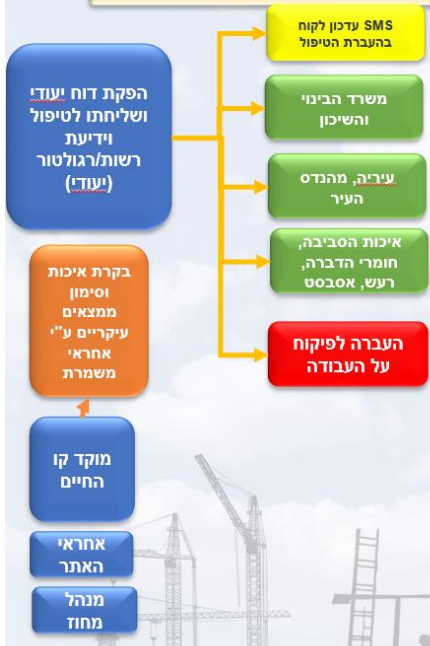 הפקת דוח יעודי
ושליחתו לטיפול
וידיעת
רשות/רגולטור
(יעודי)
SMS עדכון לקוח
בהעברת הטיפול
משרד הבינוי
והשיכון
עיריה, מהנדס
העיר
איכות הסביבה,
חומרי הדברה,
רעש, אסבסט
העברה לפיקוח
על העבודה
בקרת איכות
וסימון
ממצאים
עיקריים ע"י
אחראי
משמרת
מוקד קו
החיים
אחראי
האתר
מנהל
מחוז